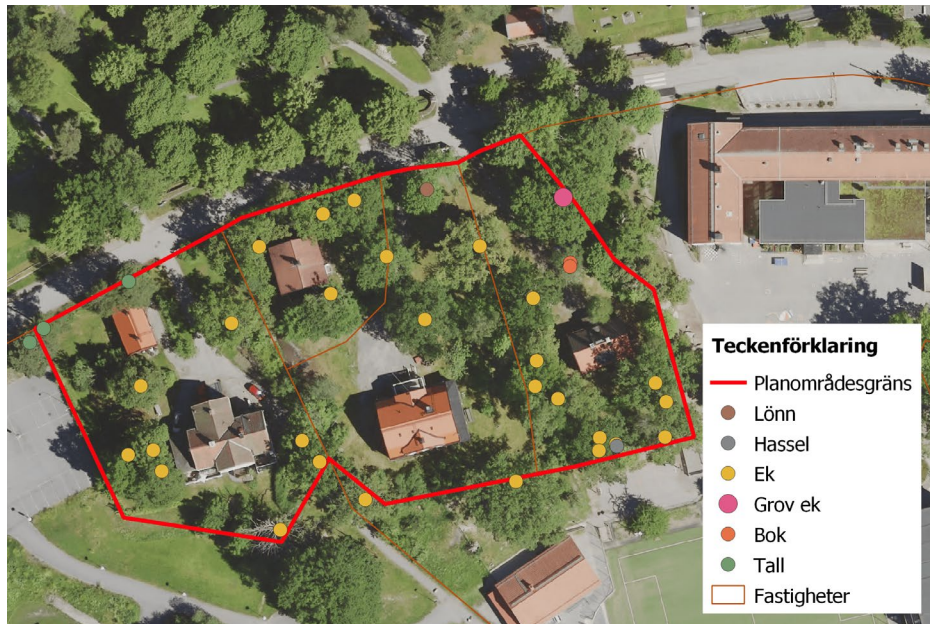 Teckenförklaring
Planområdesgräns
Lönn
Hassel
Ek
Grov ek
Bok
Tall
Fastigheter